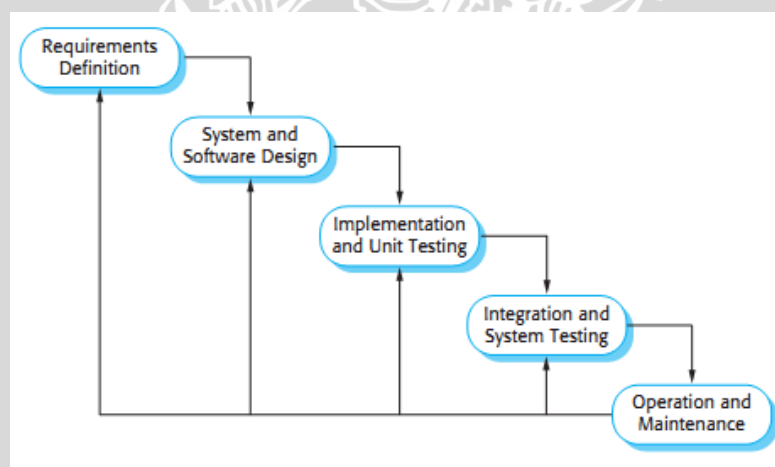 Requirements
Definition
System and
Software Design
Implementation
and Unit Testing
Integration and
System Testing
Operation and
Maintenance